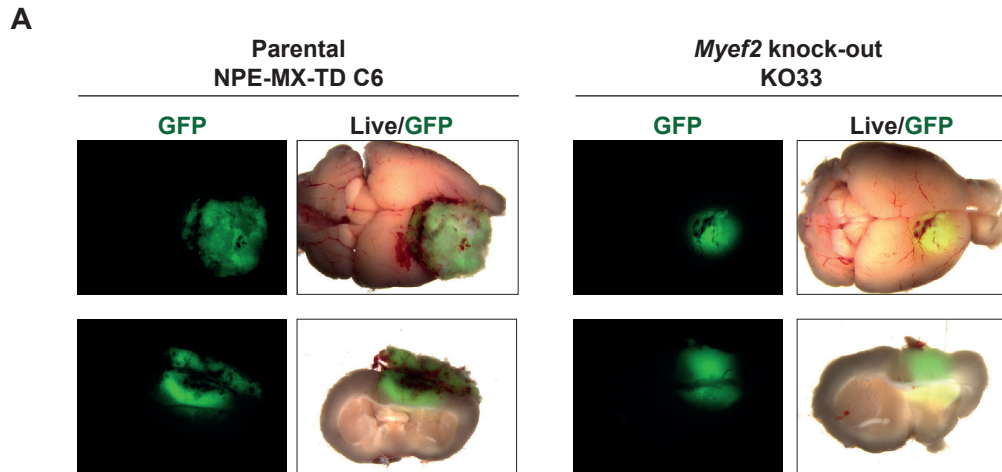 A
Parental
NPE-MX-TD C6
Myef2 knock-out
KO33
GFP
Live/GFP
GFP
Live/GFP